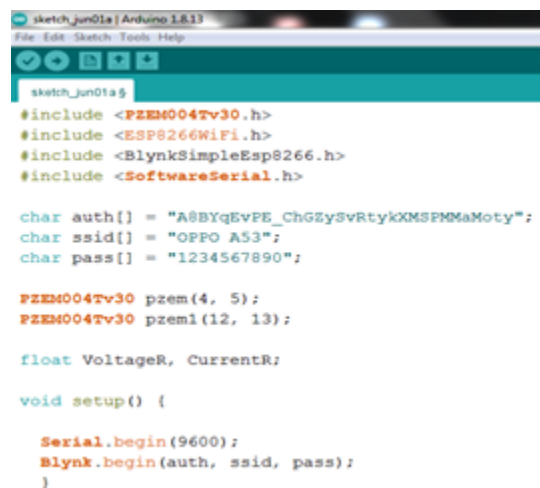 sketch_jun01a | Arduino 1.8.13
File Edit Sketch Tools Help
sketch_jun01a §
#include <PZEM004Tv30.h>
#include <ESP8266WiFi.h>
#include <BlynkSimpleEsp8266.h>
#include <SoftwareSerial.h>
char auth[] = "A8BYqEvPE_ChGZySvRtykXMSPMMaMoty";
char ssid[] = "OPPO A53";
char pass[] = "1234567890";
PZEM004Tv30 pzem(4, 5);
PZEM004Tv30 pzem1(12, 13);
float VoltageR, CurrentR;
void setup() {
Serial.begin(9600);
Blynk.begin(auth, ssid, pass);
}